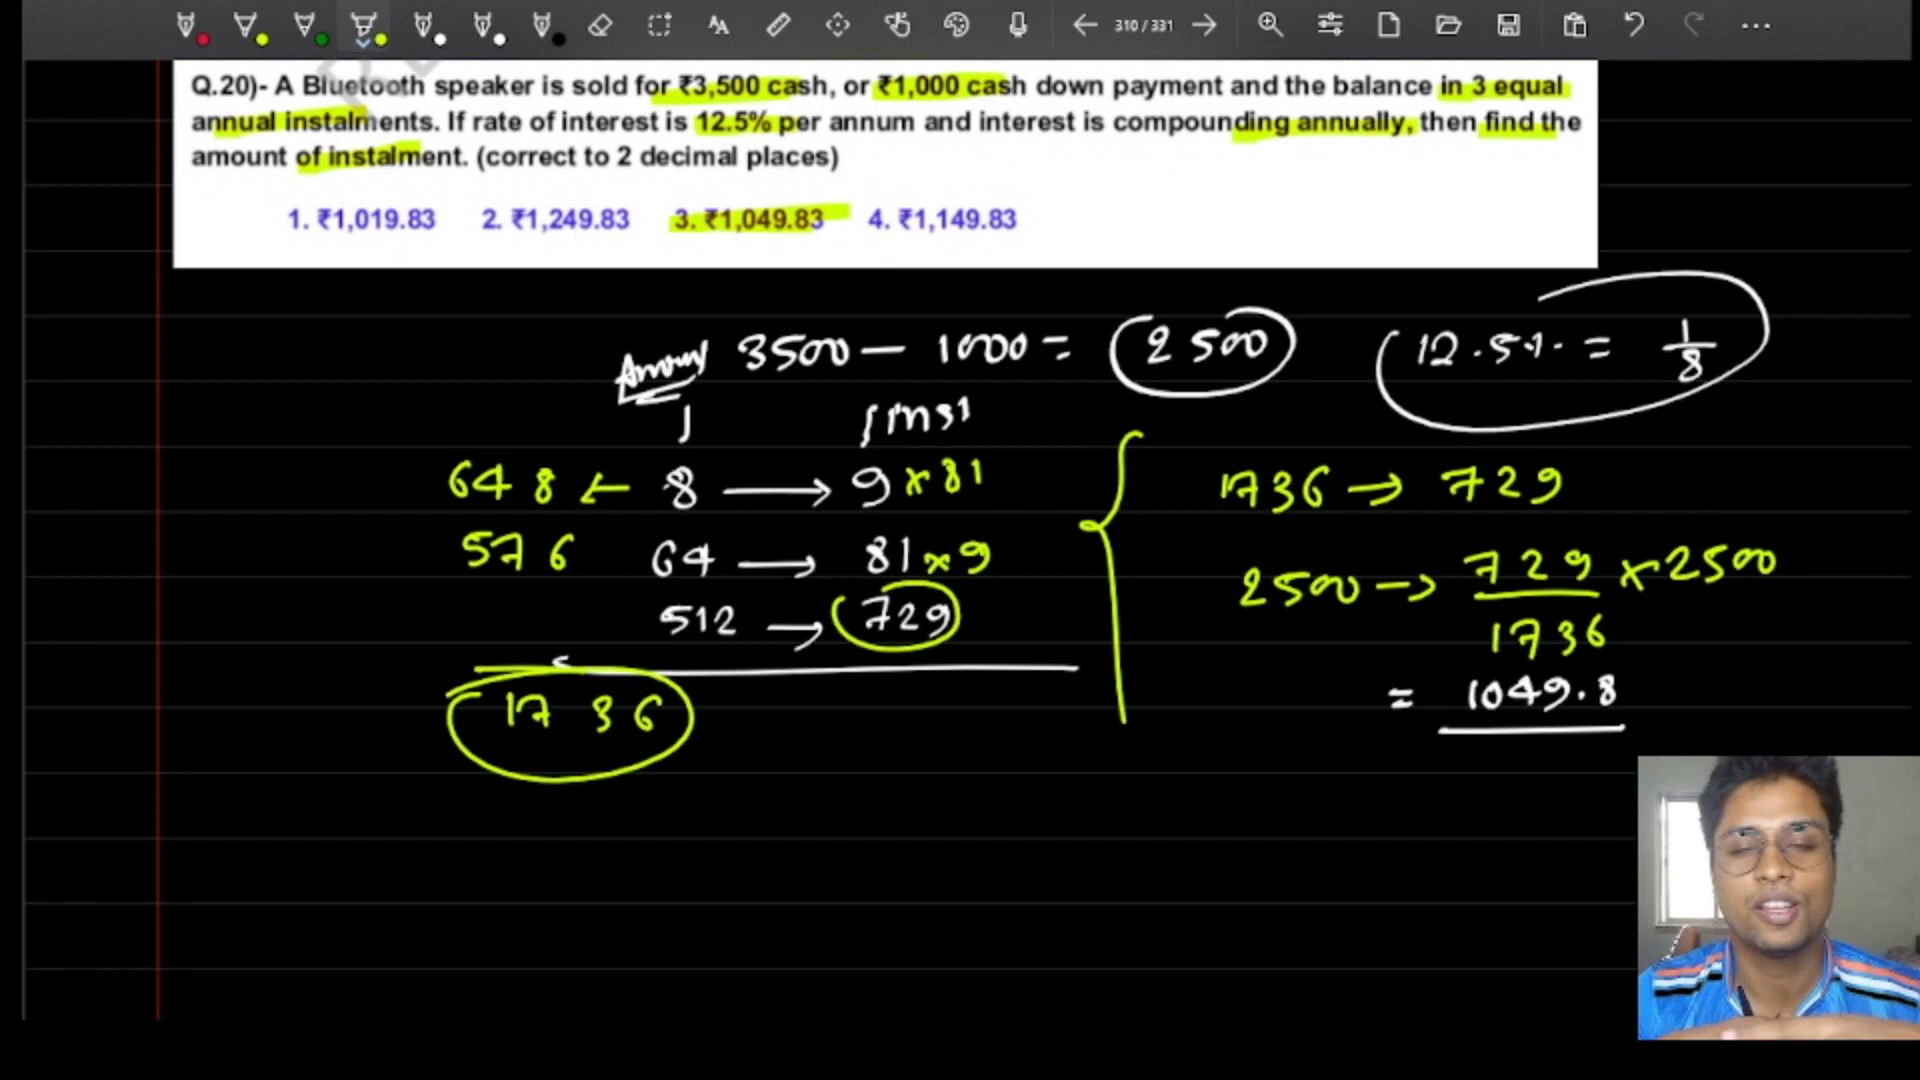 310 / 331
Q.20)- A Bluetooth speaker is sold for ₹3,500 cash, or ₹1,000 cash down payment and the balance in 3 equal
annual instalments. If rate of interest is 12.5% per annum and interest is compounding annually, then find the
amount of instalment. (correct to 2 decimal places)
1. ₹1,019.83 2. ₹1,249.83 3. ₹1,049.83 4. ₹1,149.83
3500 — 1000 = 2500
12.5% = 1/8
648 ← 8 → 9 × 81
576 64 → 81 × 9
512 → 729
1736
1736 → 729
2500 → 729/1736 × 2500
= 1049.8